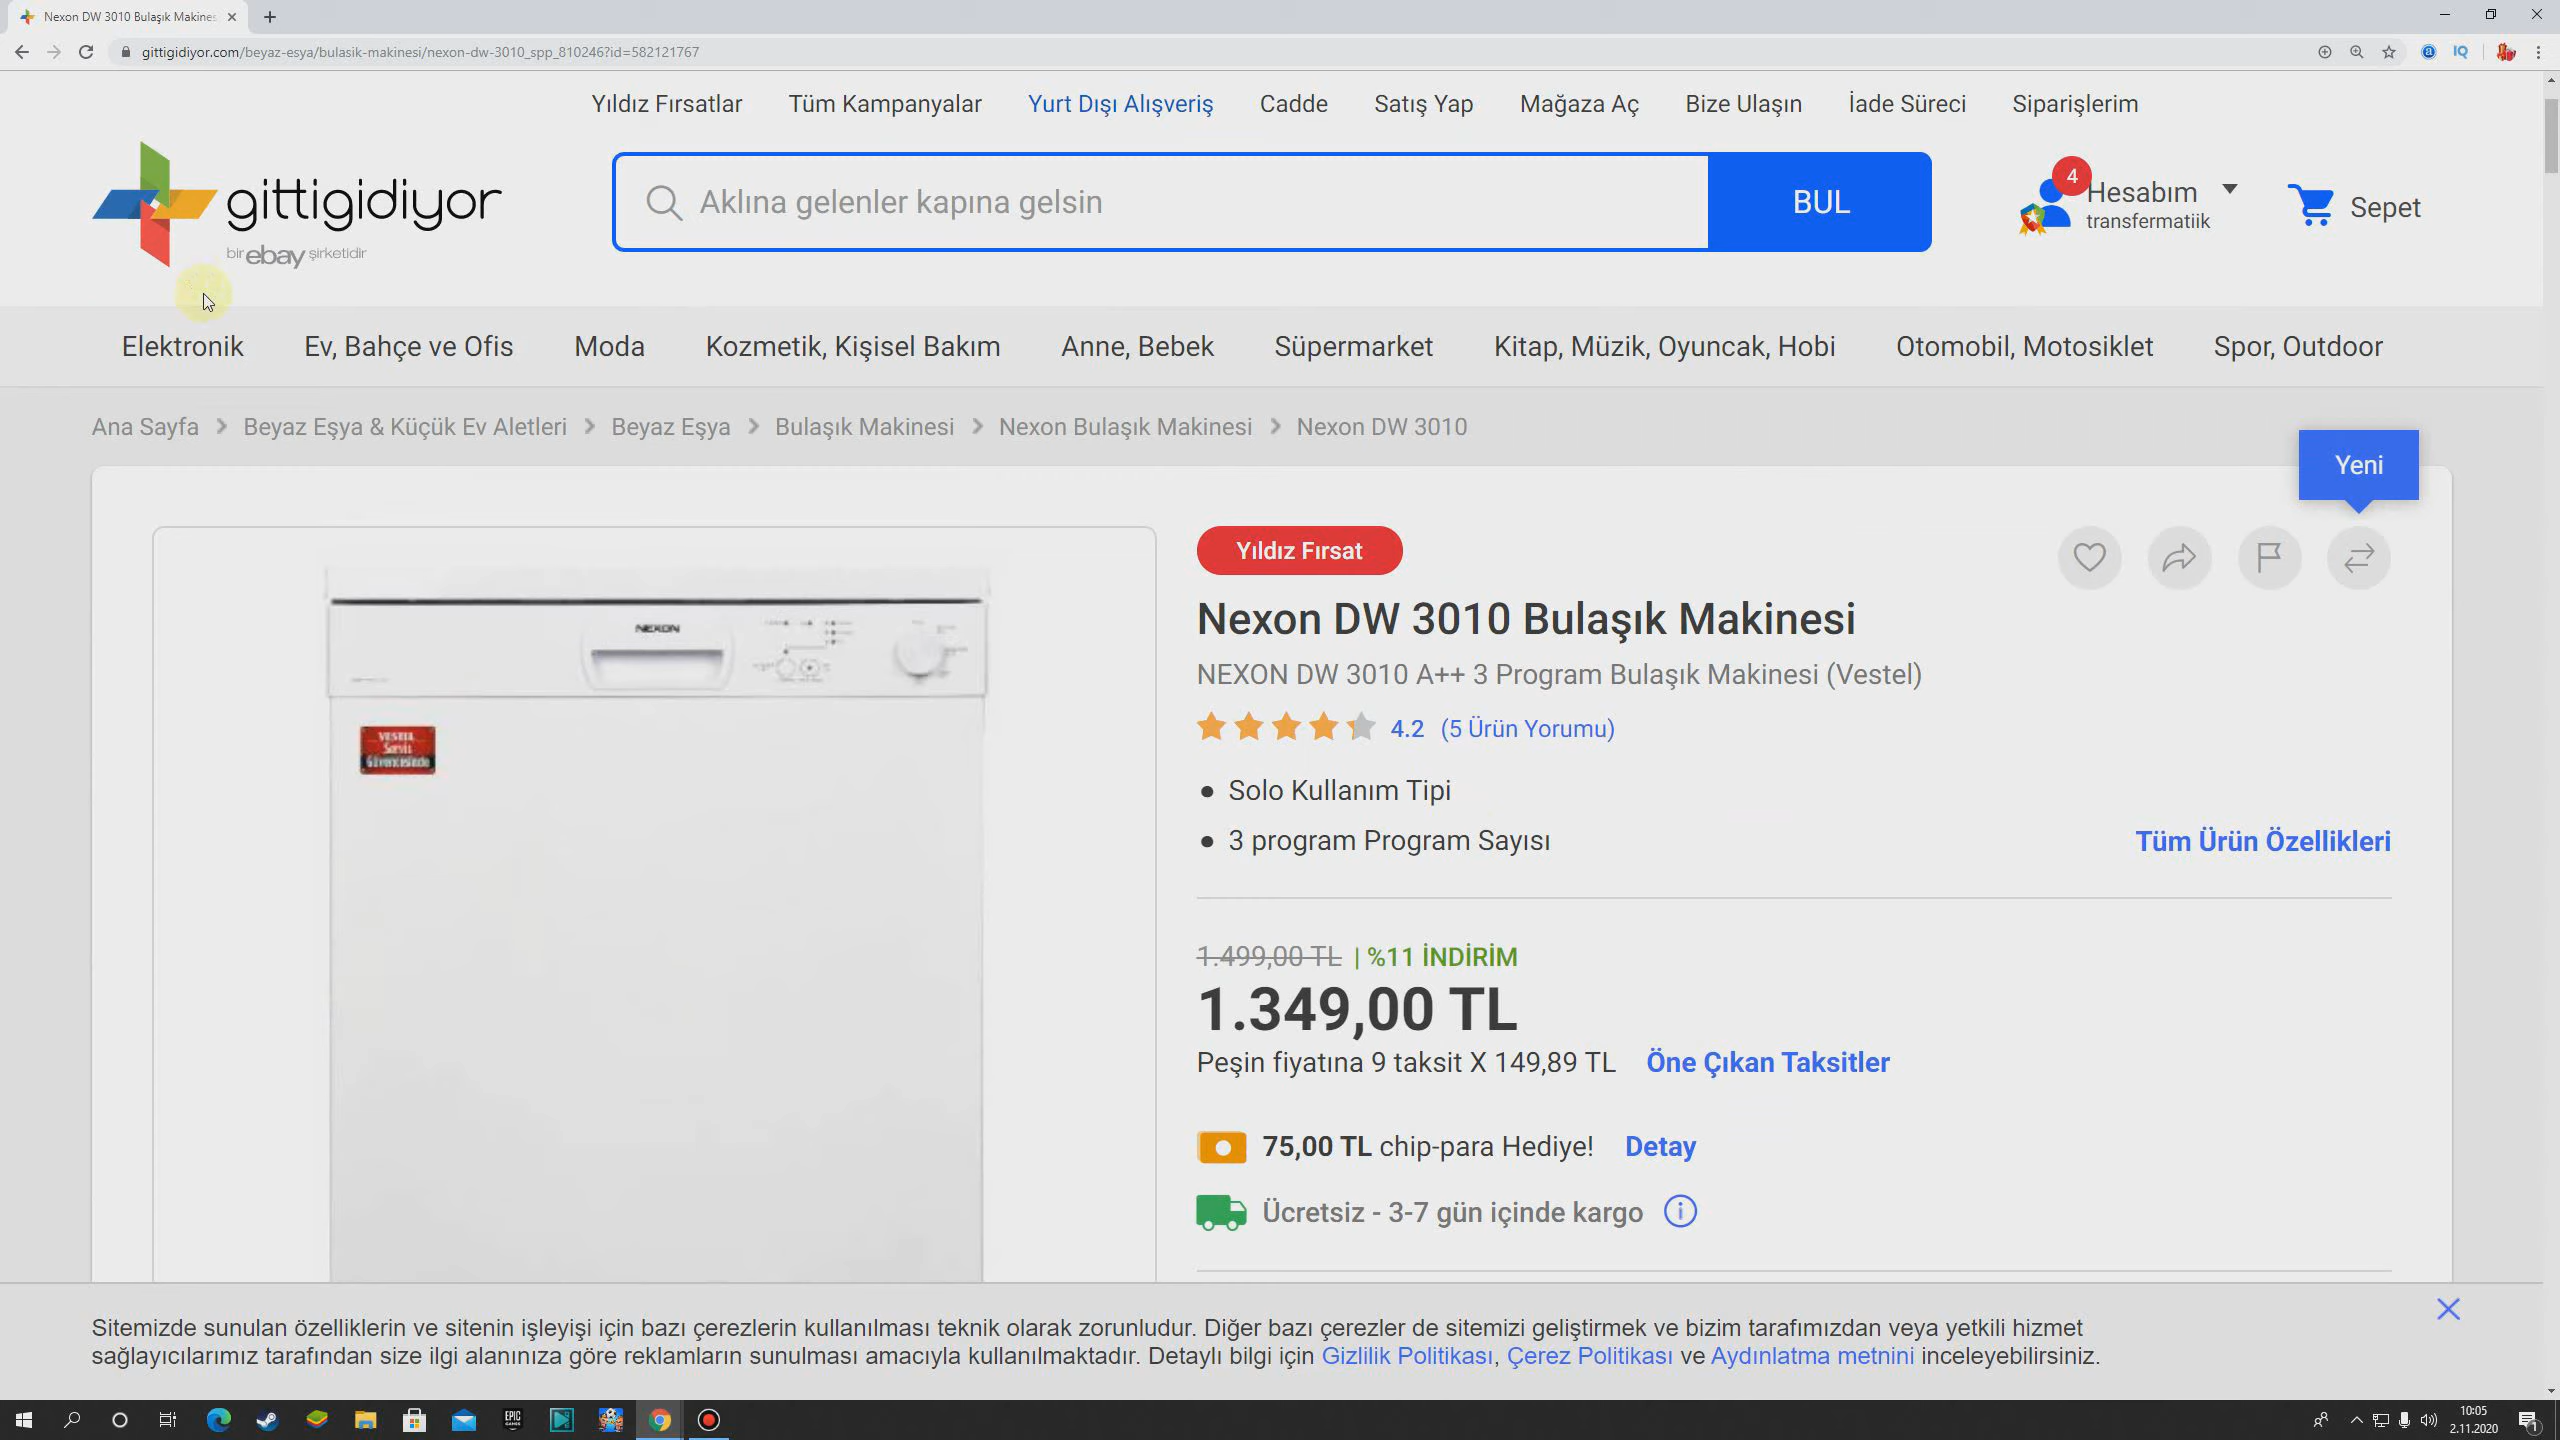 Nexon DW 3010 Bulaşık Makines
gittigidiyor.com/beyaz-esya/bulasik-makinesi/nexon-dw-3010_spp_810246?id=582121767
IQ
Yıldız Fırsatlar Tüm Kampanyalar Yurt Dışı Alışveriş Cadde Satış Yap Mağaza Aç Bize Ulaşın İade Süreci Siparişlerim
gittigidiyor
bir ebay şirketidir
Aklına gelenler kapına gelsin
BUL
4
Hesabım
transfermatiik
Sepet
Elektronik Ev, Bahçe ve Ofis Moda Kozmetik, Kişisel Bakım Anne, Bebek Süpermarket Kitap, Müzik, Oyuncak, Hobi Otomobil, Motosiklet Spor, Outdoor
Ana Sayfa > Beyaz Eşya & Küçük Ev Aletleri > Beyaz Eşya > Bulaşık Makinesi > Nexon Bulaşık Makinesi > Nexon DW 3010
Yeni
NEXON
VESTEL
Servis
Güvencesinde
Yıldız Fırsat
Nexon DW 3010 Bulaşık Makinesi
NEXON DW 3010 A++ 3 Program Bulaşık Makinesi (Vestel)
4.2 (5 Ürün Yorumu)
• Solo Kullanım Tipi
• 3 program Program Sayısı
Tüm Ürün Özellikleri
1.499,00 TL | %11 İNDİRİM
1.349,00 TL
Peşin fiyatına 9 taksit X 149,89 TL Öne Çıkan Taksitler
75,00 TL chip-para Hediye! Detay
Ücretsiz - 3-7 gün içinde kargo
Sitemizde sunulan özelliklerin ve sitenin işleyişi için bazı çerezlerin kullanılması teknik olarak zorunludur. Diğer bazı çerezler de sitemizi geliştirmek ve bizim tarafımızdan veya yetkili hizmet
sağlayıcılarımız tarafından size ilgi alanınıza göre reklamların sunulması amacıyla kullanılmaktadır. Detaylı bilgi için Gizlilik Politikası, Çerez Politikası ve Aydınlatma metnini inceleyebilirsiniz.
EPIC
GAMES
10:05
2.11.2020
1